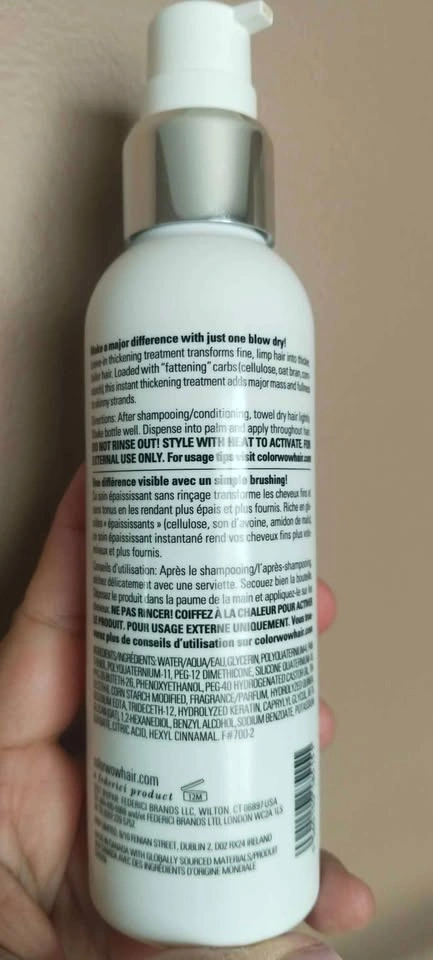 Make a major difference with just one blow dry!
Leave-in thickening treatment transforms fine, limp hair into thicker,
fuller hair. Loaded with "fattening" carbs (cellulose, oat bran, corn
starch), this instant thickening treatment adds major mass and fullness
to skinny strands.
Directions: After shampooing/conditioning, towel dry hair lightly.
Shake bottle well. Dispense into palm and apply throughout hair.
DO NOT RINSE OUT! STYLE WITH HEAT TO ACTIVATE. FOR
EXTERNAL USE ONLY. For usage tips visit colorwowhair.com
Une différence visible avec un simple brushing!
Ce soin épaississant sans rinçage transforme les cheveux fins et
sans tonus en les rendant plus épais et plus fournis. Riche en
« épaississants » (cellulose, son d'avoine, amidon de maïs),
ce soin épaississant instantané rend vos cheveux fins plus
et plus fournis.
Conseils d'utilisation: Après le shampooing/l'après-shampooing,
séchez délicatement avec une serviette. Secouez bien la bouteille.
Déposez le produit dans la paume de la main et appliquez-le sur les
cheveux. NE PAS RINCER! COIFFEZ À LA CHALEUR POUR ACTIVER
LE PRODUIT. POUR USAGE EXTERNE UNIQUEMENT. Vous
plus de conseils d'utilisation sur colorwowhair.com
INGREDIENTS/INGRÉDIENTS: WATER/AQUA/EAU, GLYCERIN,
POLYQUATERNIUM-11, PEG-12 DIMETHICONE, SILICONE
PHENOXYETHANOL, PEG-40 HYDROGENATED CASTOR
CORN STARCH MODIFIED, FRAGRANCE/PARFUM, HYDROLYZED
EDTA, TRIDECETH-12, HYDROLYZED KERATIN, CAPRYLYL GLYCOL,
1,2-HEXANEDIOL, BENZYL ALCOHOL, SODIUM BENZOATE, POTASSIUM
CITRIC ACID, HEXYL CINNAMAL. F#700-2
colorwowhair.com
a federici product
12M
FEDERICI BRANDS LLC, WILTON, CT 06897 USA
FEDERICI BRANDS LTD, LONDON WC2A 1LS
FENIAN STREET, DUBLIN 2, D02 RX24 IRELAND
CANADA WITH GLOBALLY SOURCED MATERIALS/PRODUIT
AVEC DES INGRÉDIENTS D'ORIGINE MONDIALE